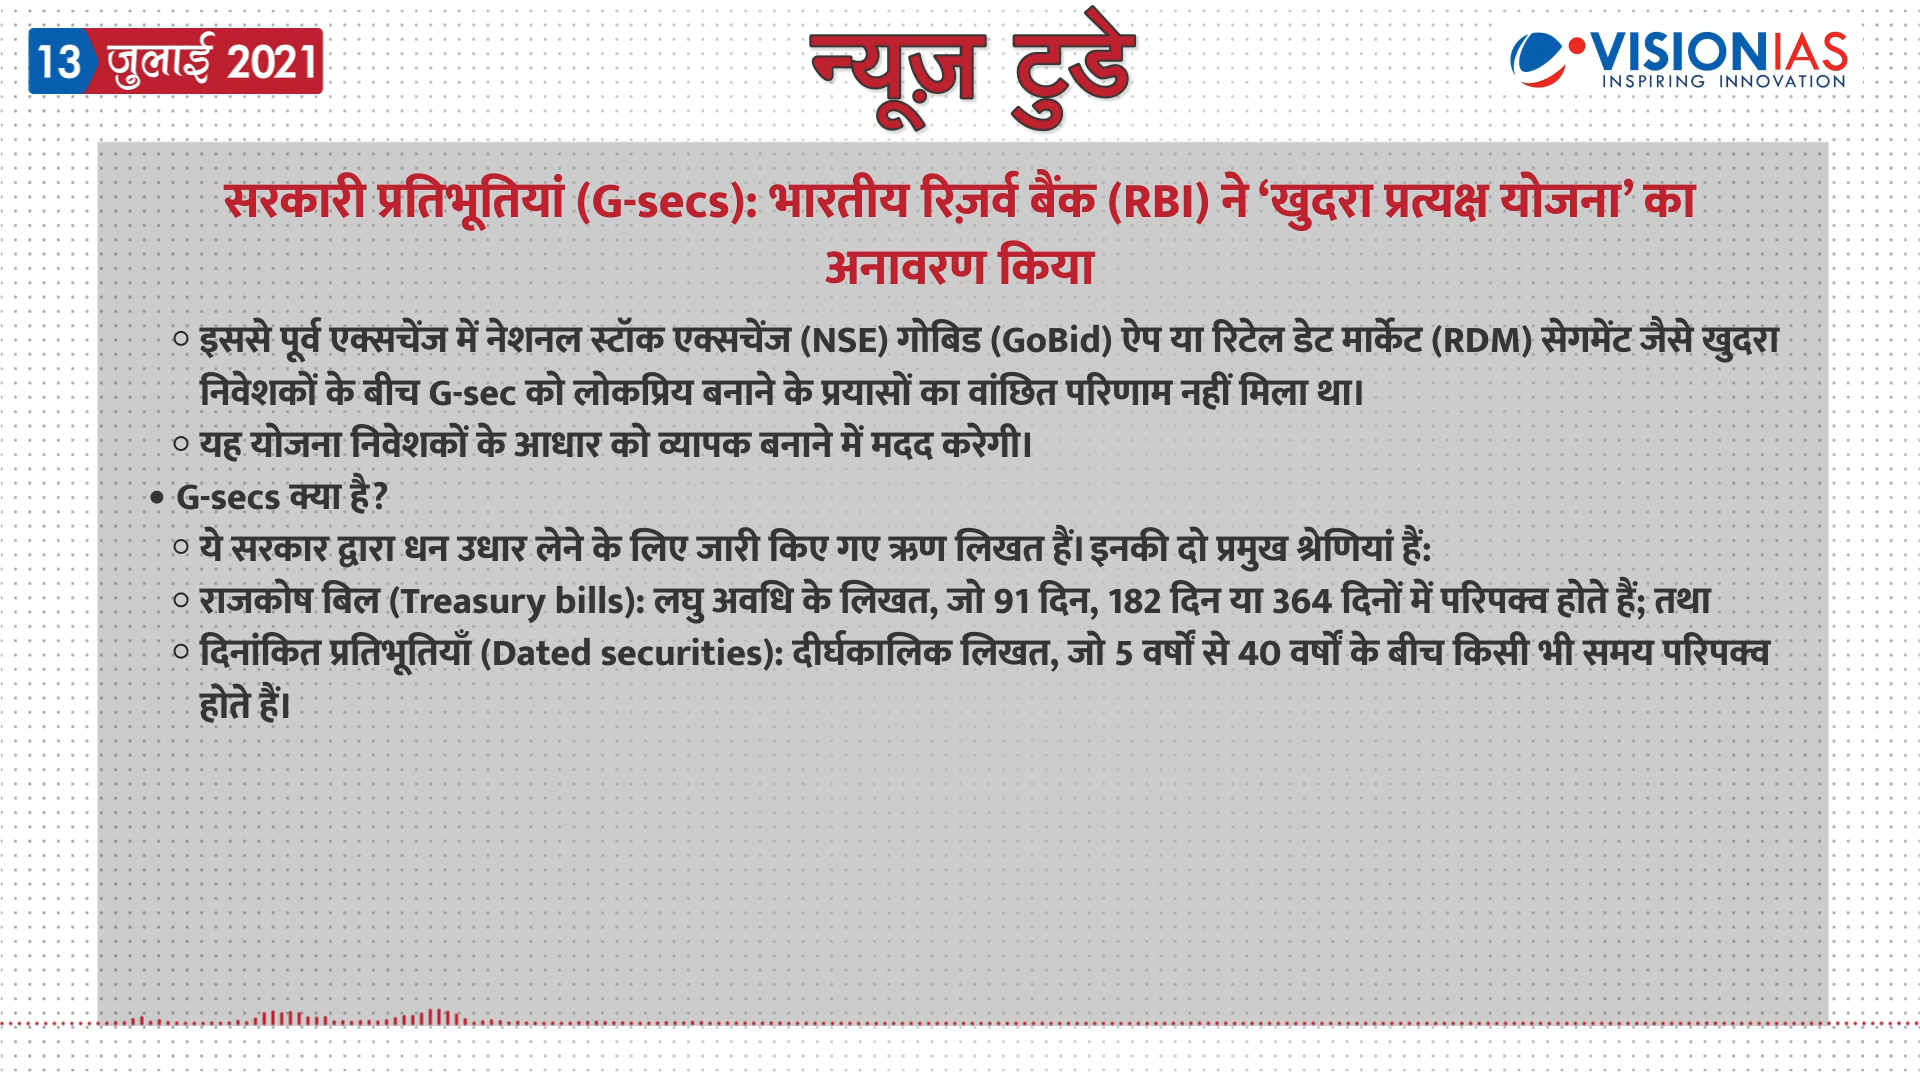 13 जुलाई 2021
न्यूज़ टुडे
VISIONIAS
INSPIRING INNOVATION
सरकारी प्रतिभूतियां (G-secs): भारतीय रिज़र्व बैंक (RBI) ने ‘खुदरा प्रत्यक्ष योजना’ का
अनावरण किया
○ इससे पूर्व एक्सचेंज में नेशनल स्टॉक एक्सचेंज (NSE) गोबिड (GoBid) ऐप या रिटेल डेट मार्केट (RDM) सेगमेंट जैसे खुदरा
निवेशकों के बीच G-sec को लोकप्रिय बनाने के प्रयासों का वांछित परिणाम नहीं मिला था।
○ यह योजना निवेशकों के आधार को व्यापक बनाने में मदद करेगी।
• G-secs क्या है?
○ ये सरकार द्वारा धन उधार लेने के लिए जारी किए गए ऋण लिखत हैं। इनकी दो प्रमुख श्रेणियां हैं:
○ राजकोष बिल (Treasury bills): लघु अवधि के लिखत, जो 91 दिन, 182 दिन या 364 दिनों में परिपक्व होते हैं; तथा
○ दिनांकित प्रतिभूतियाँ (Dated securities): दीर्घकालिक लिखत, जो 5 वर्षों से 40 वर्षों के बीच किसी भी समय परिपक्व
होते हैं।